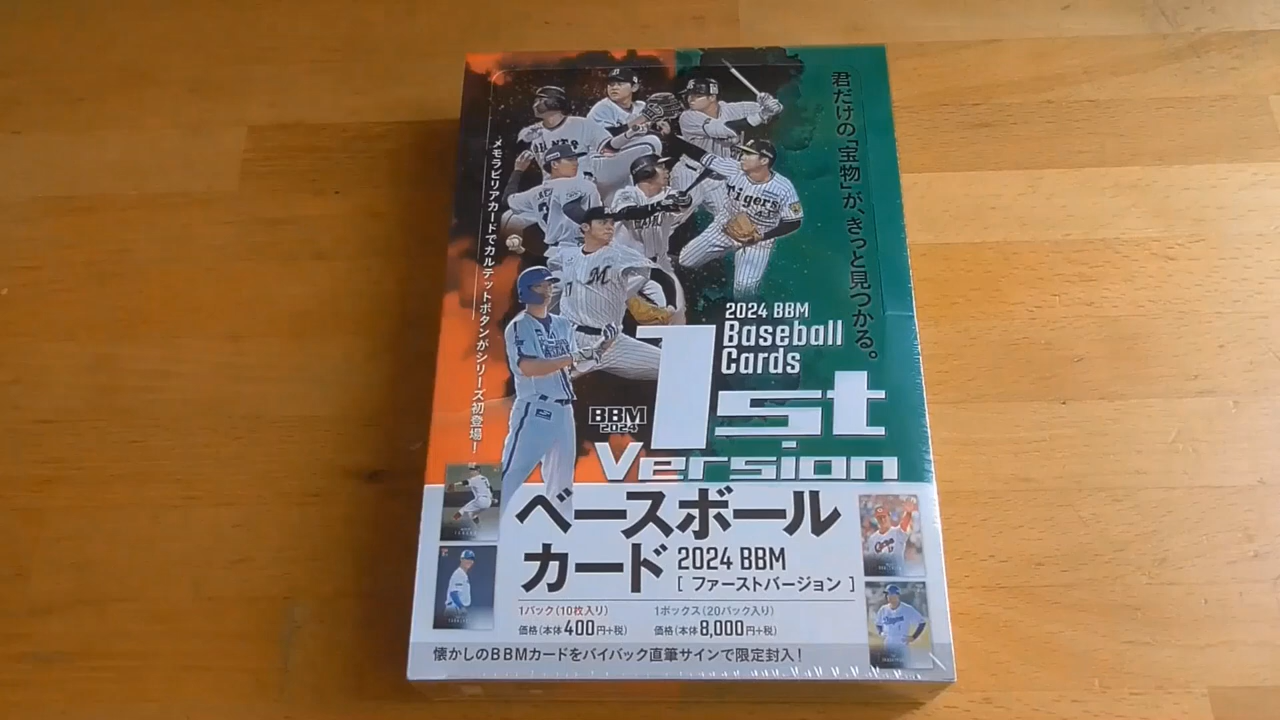 君だけの「宝物」が、きっと見つかる。
メモラビリアカードでカルテットボタンがシリーズ初登場！
Tigers
M
7
17
2024 BBM
Baseball
Cards
BBM
2024
1st
Version
ベースボール
カード
2024 BBM
[ ファーストバージョン ]
1パック(10枚入り)
価格(本体400円+税)
1ボックス(20パック入り)
価格(本体8,000円+税)
懐かしのBBMカードをバイバック直筆サインで限定封入！